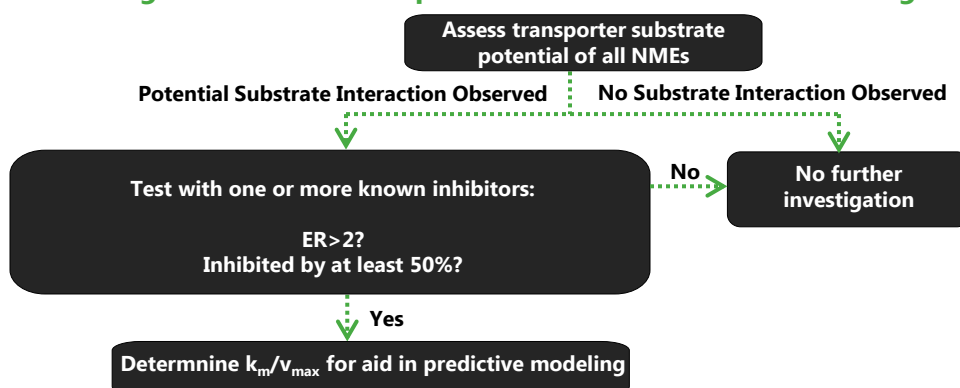 Assess transporter substrate
potential of all NMEs
Potential Substrate Interaction Observed
No Substrate Interaction Observed
Test with one or more known inhibitors:
ER>2?
Inhibited by at least 50%?
No
No further
investigation
Yes
Determnine km/vmax for aid in predictive modeling